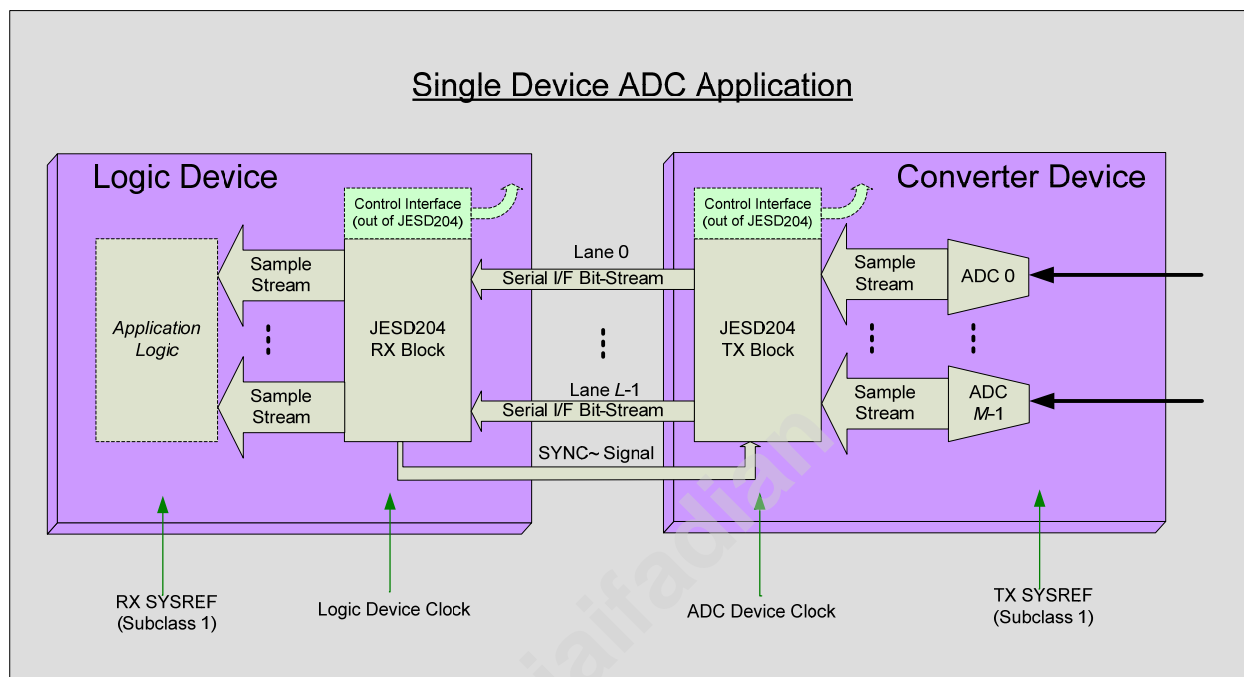 Single Device ADC Application
Logic Device
Converter Device
Control Interface
(out of JESD204)
Control Interface
(out of JESD204)
Lane 0
Serial I/F Bit-Stream
Sample
Stream
Sample
Stream
ADC 0
Application
Logic
JESD204
RX Block
JESD204
TX Block
Lane L-1
Serial I/F Bit-Stream
Sample
Stream
Sample
Stream
ADC
M-1
SYNC~ Signal
RX SYSREF
(Subclass 1)
Logic Device Clock
ADC Device Clock
TX SYSREF
(Subclass 1)